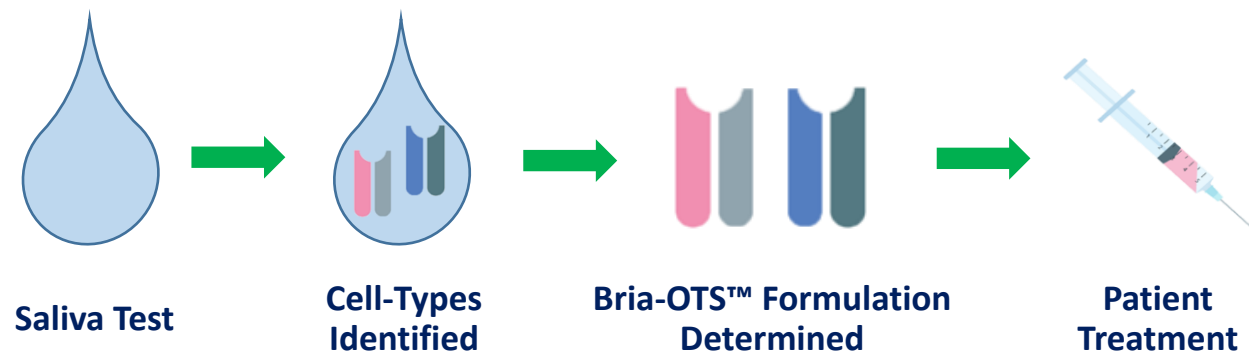 Saliva Test
Cell-Types
Identified
Bria-OTS™ Formulation
Determined
Patient
Treatment